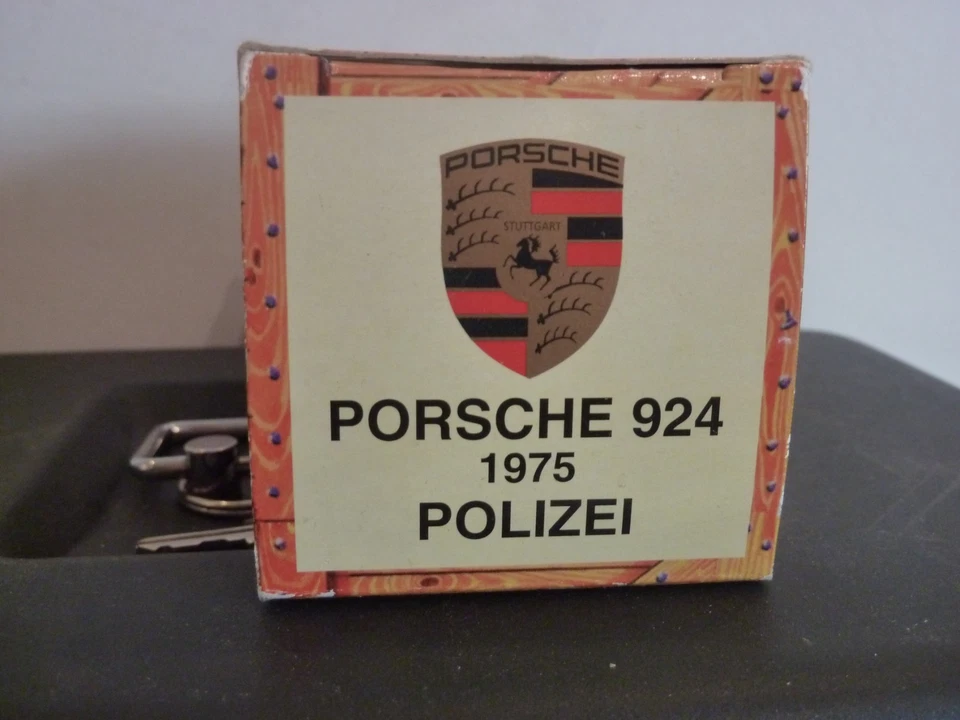 PORSCHE
STUTTGART
PORSCHE 924
1975
POLIZEI